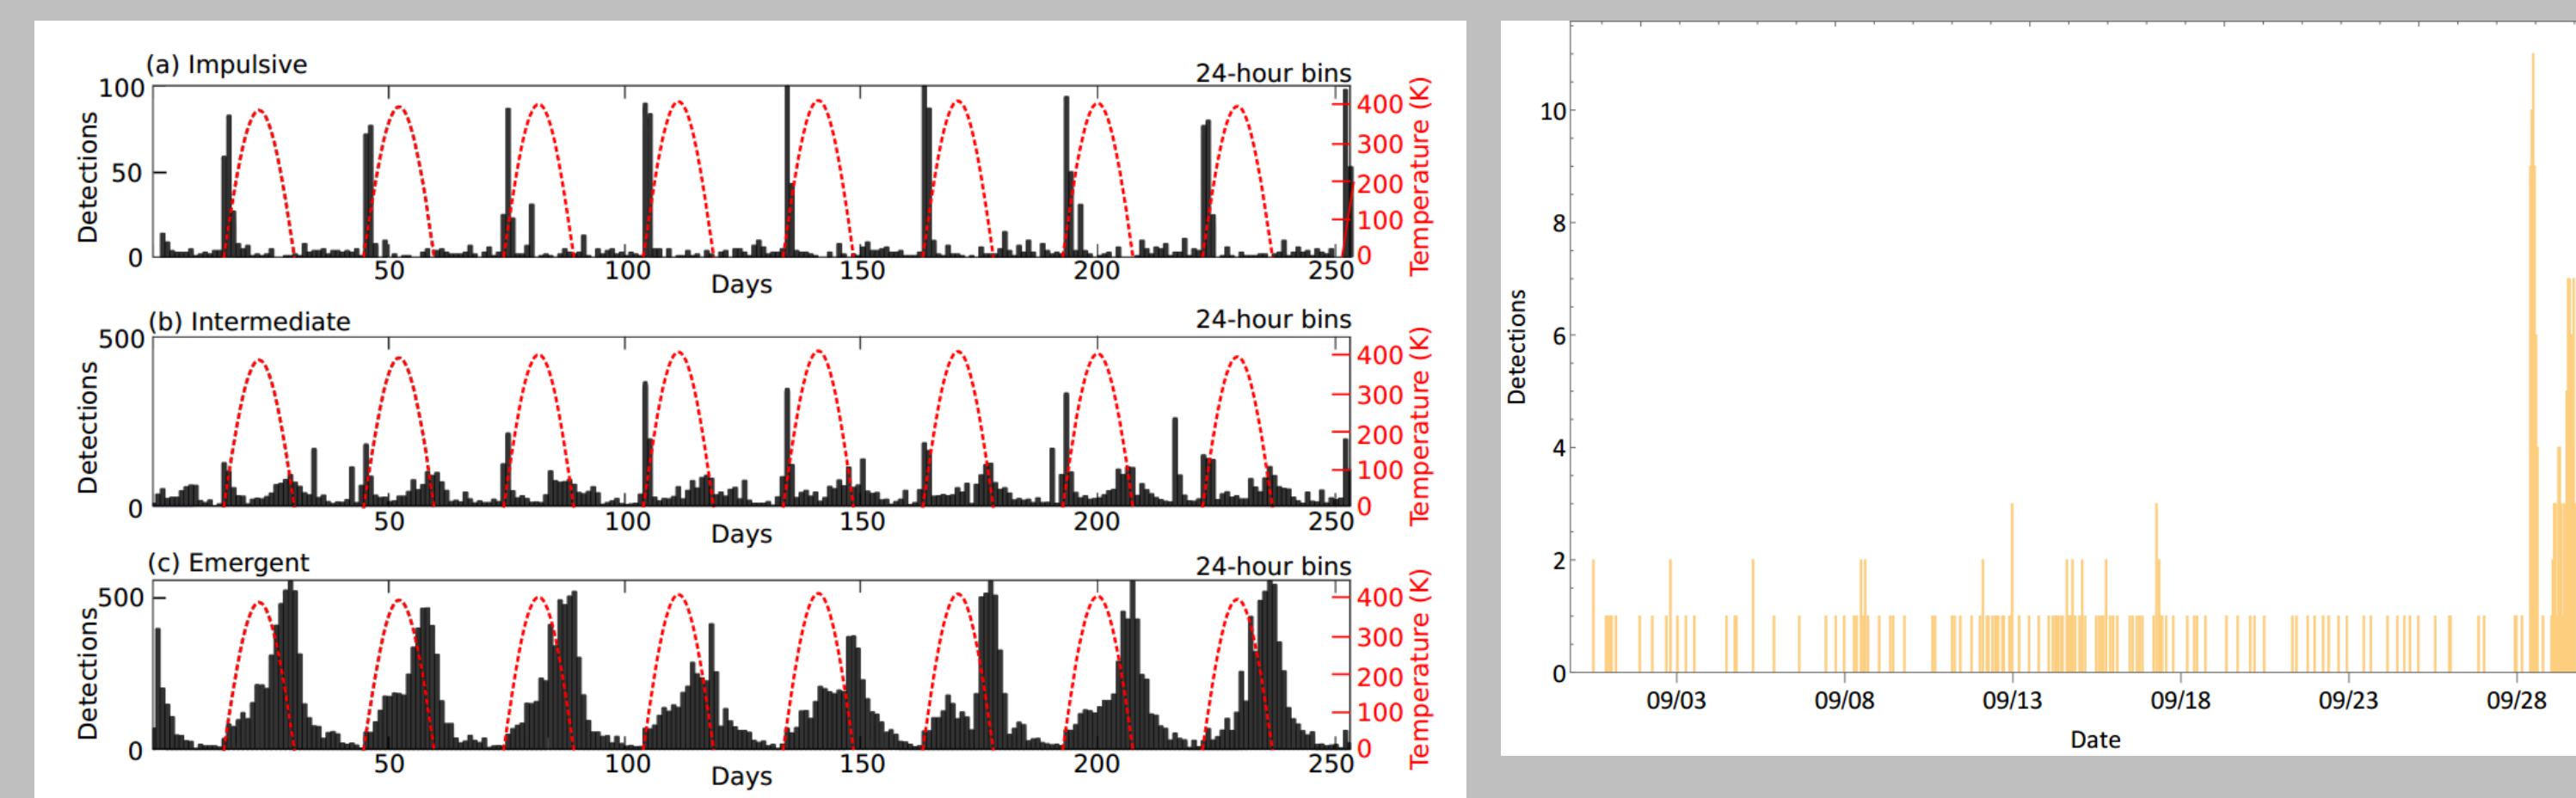 (a) Impulsive
24-hour bins
100
50
0
Detections
50
100
150
200
250
Days
400
300
200
100
0
Temperature (K)
(b) Intermediate
24-hour bins
500
0
Detections
50
100
150
200
250
Days
400
300
200
100
0
Temperature (K)
(c) Emergent
24-hour bins
500
0
Detections
50
100
150
200
250
Days
400
300
200
100
0
Temperature (K)
10
8
6
4
2
0
Detections
09/03
09/08
09/13
09/18
09/23
09/28
Date